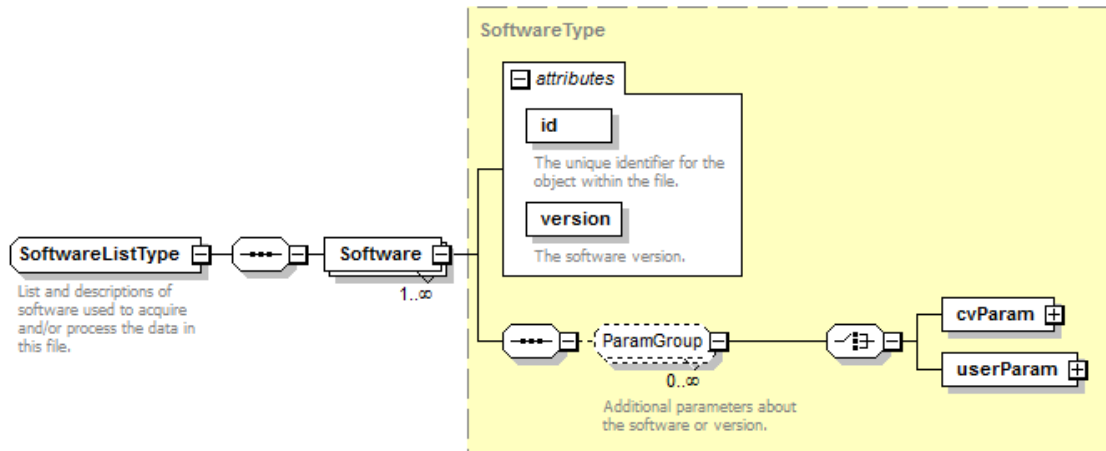 SoftwareType
attributes
id
The unique identifier for the
object within the file.
version
The software version.
SoftwareListType
List and descriptions of
software used to acquire
and/or process the data in
this file.
Software
1..∞
ParamGroup
0..∞
Additional parameters about
the software or version.
cvParam
userParam